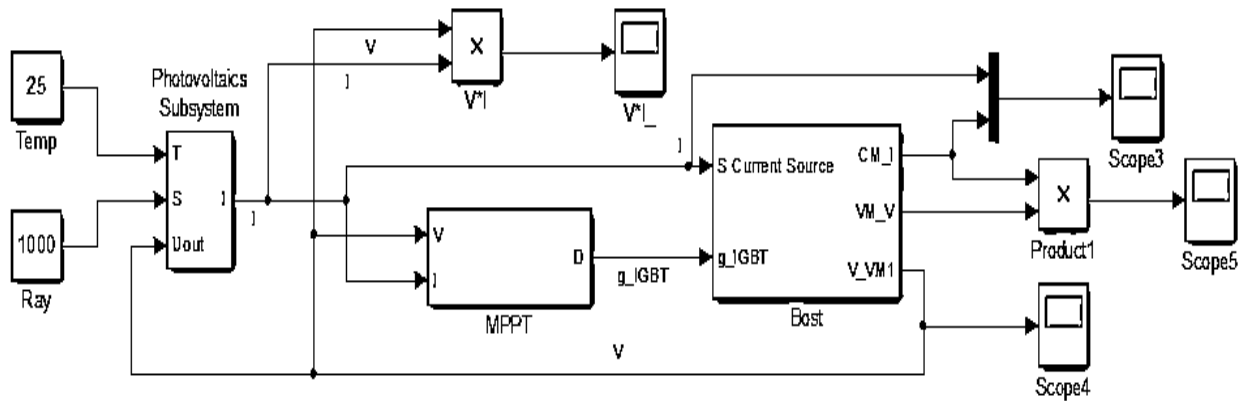 25
Temp
1000
Ray
Photovoltaics
Subsystem
T
S
Uout
I
I
V
I
X
V*I
V*I_
V
I
D
MPPT
g_IGBT
I
S Current Source
g_IGBT
CM_I
VM_V
V_VM1
Bost
Scope3
X
Product1
Scope5
Scope4
V